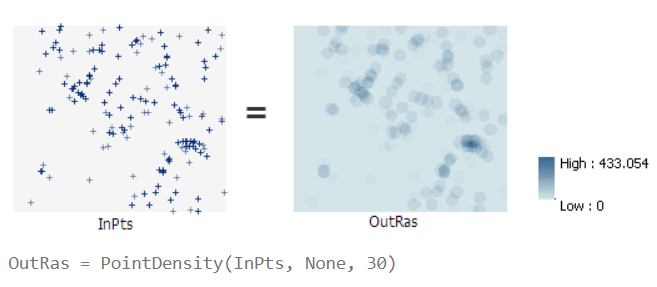 =
High : 433.054
Low : 0
InPts
OutRas
OutRas = PointDensity(InPts, None, 30)